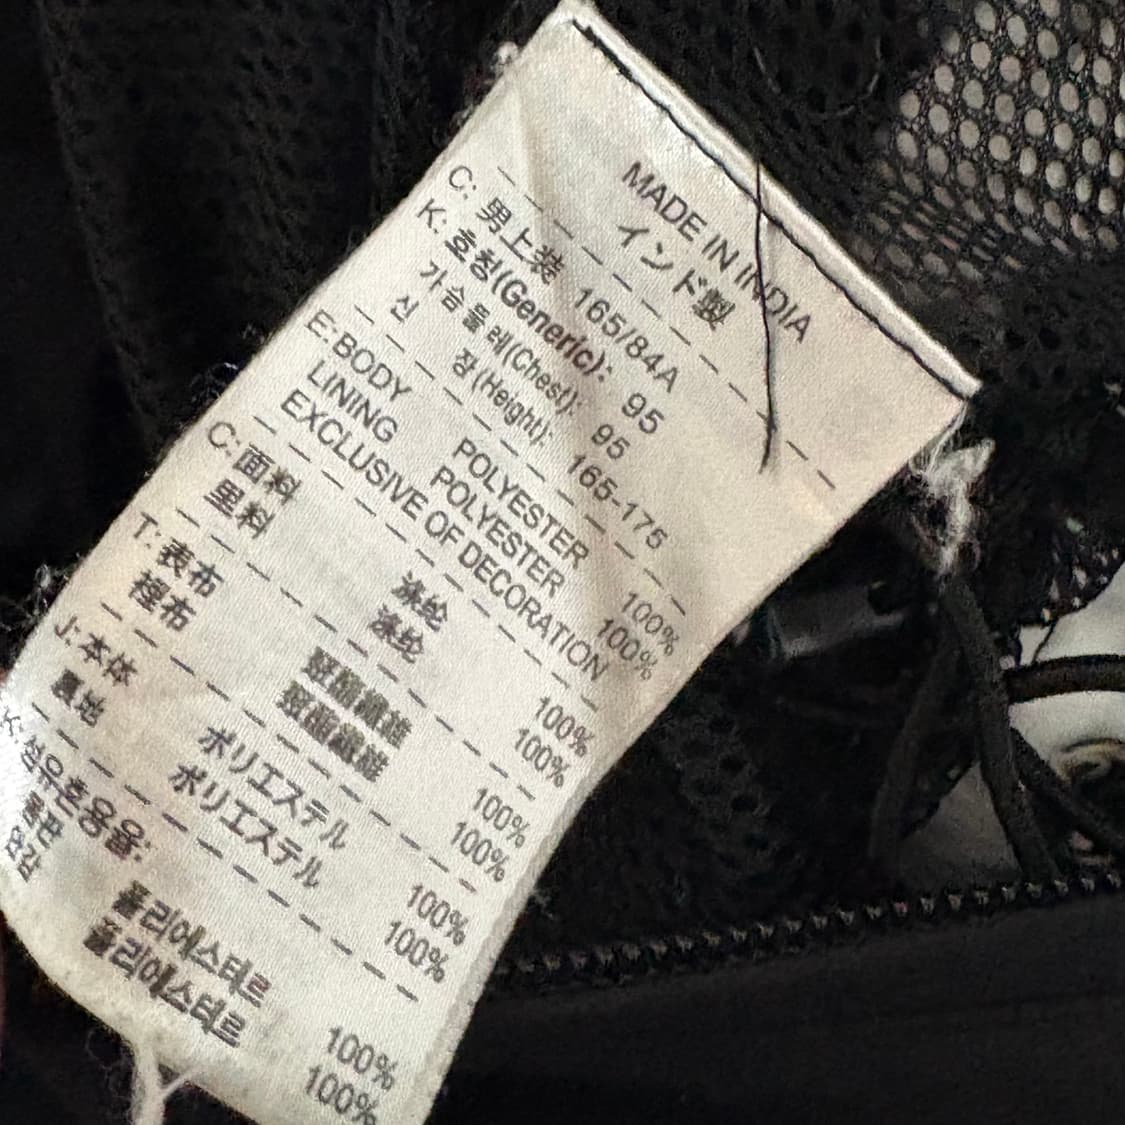 MADE IN INDIA
インド製
C: 男上装 165/84A
K: 호칭(Generic): 95
가슴둘레(Chest): 95
신 장(Height): 165-175
E: BODY POLYESTER 100%
LINING POLYESTER 100%
EXCLUSIVE OF DECORATION
C: 面料 涤纶 100%
里料 涤纶 100%
T: 表布 聚酯纖維 100%
裡布 聚酯纖維 100%
J: 本体 ポリエステル 100%
裏地 ポリエステル 100%
K: 섬유혼용율:
겉감 폴리에스테르 100%
안감 폴리에스테르 100%